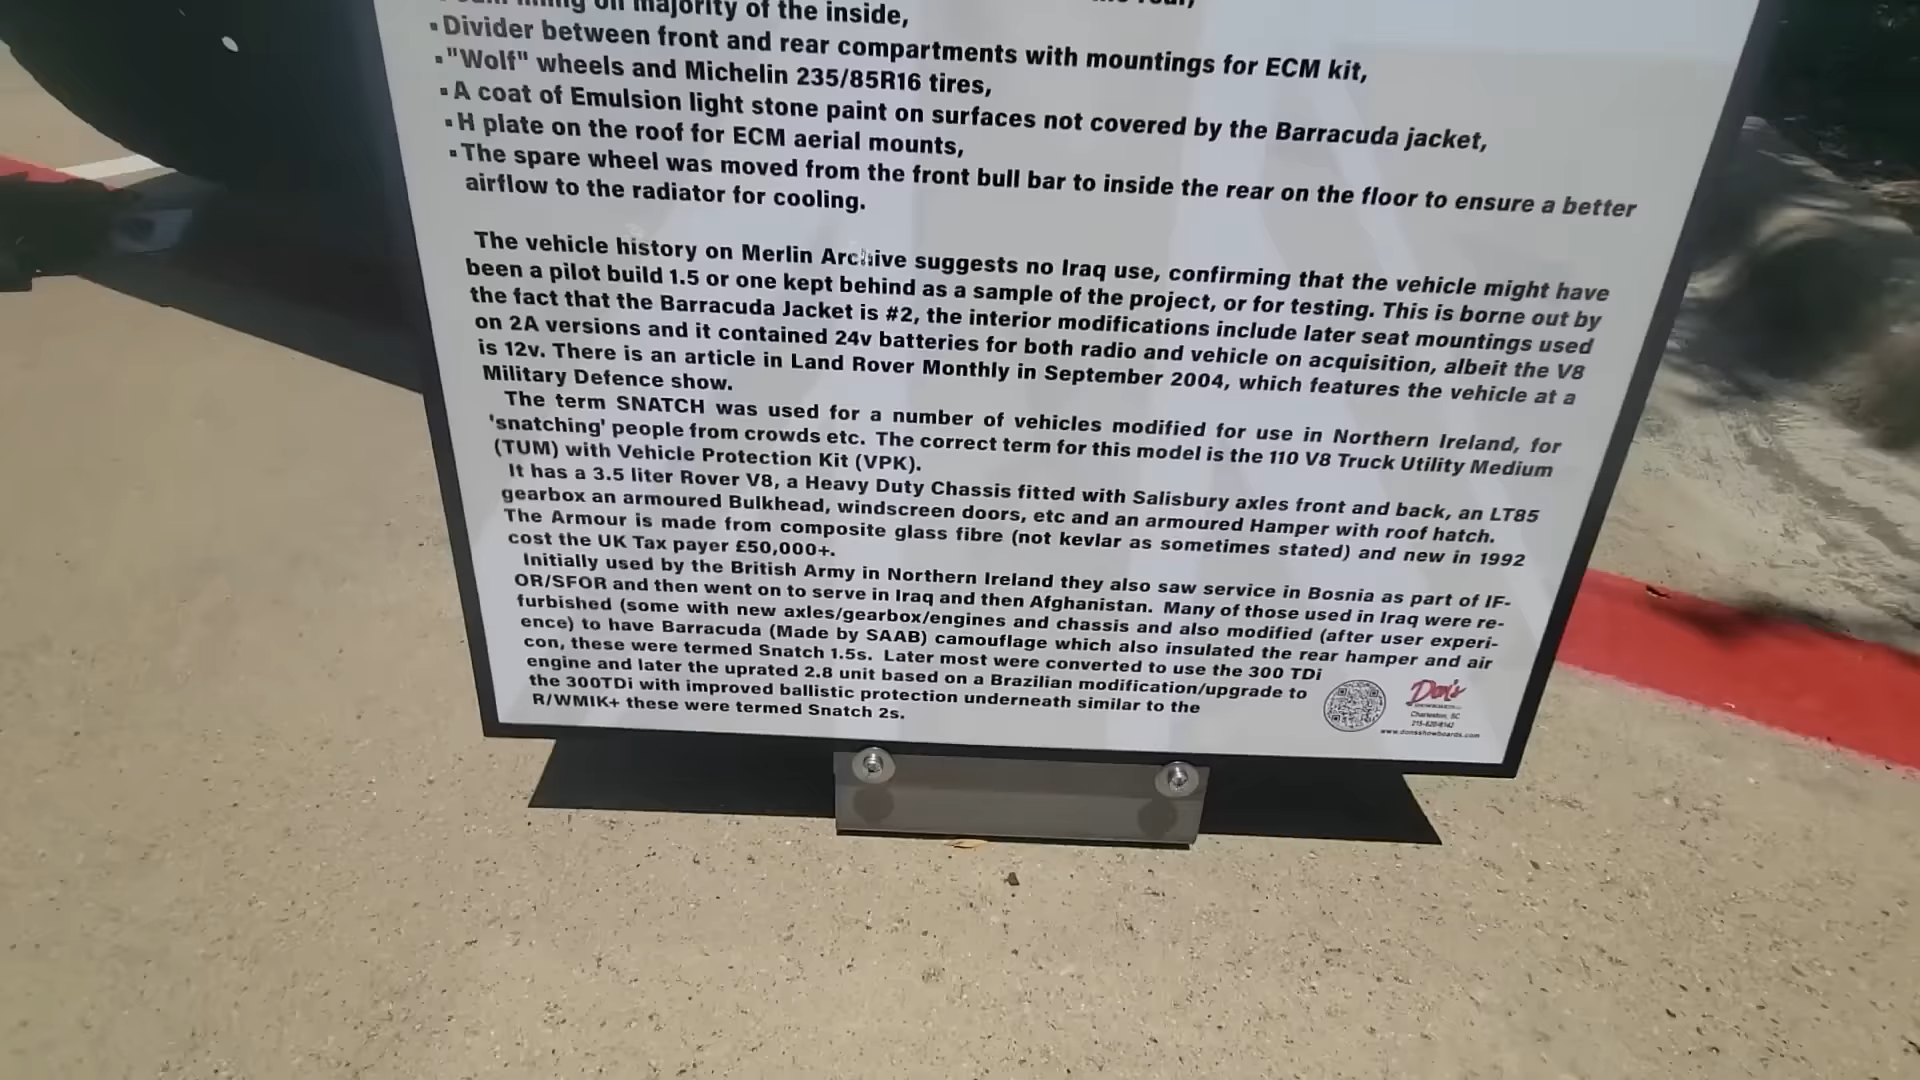 on majority of the inside,
▪Divider between front and rear compartments with mountings for ECM kit,
▪"Wolf" wheels and Michelin 235/85R16 tires,
▪A coat of Emulsion light stone paint on surfaces not covered by the Barracuda jacket,
▪H plate on the roof for ECM aerial mounts,
▪The spare wheel was moved from the front bull bar to inside the rear on the floor to ensure a better
airflow to the radiator for cooling.
The vehicle history on Merlin Archive suggests no Iraq use, confirming that the vehicle might have
been a pilot build 1.5 or one kept behind as a sample of the project, or for testing. This is borne out by
the fact that the Barracuda Jacket is #2, the interior modifications include later seat mountings used
on 2A versions and it contained 24v batteries for both radio and vehicle on acquisition, albeit the V8
is 12v. There is an article in Land Rover Monthly in September 2004, which features the vehicle at a
Military Defence show.
The term SNATCH was used for a number of vehicles modified for use in Northern Ireland, for
'snatching' people from crowds etc. The correct term for this model is the 110 V8 Truck Utility Medium
(TUM) with Vehicle Protection Kit (VPK).
It has a 3.5 liter Rover V8, a Heavy Duty Chassis fitted with Salisbury axles front and back, an LT85
gearbox an armoured Bulkhead, windscreen doors, etc and an armoured Hamper with roof hatch.
The Armour is made from composite glass fibre (not kevlar as sometimes stated) and new in 1992
cost the UK Tax payer £50,000+.
Initially used by the British Army in Northern Ireland they also saw service in Bosnia as part of IF-
OR/SFOR and then went on to serve in Iraq and then Afghanistan. Many of those used in Iraq were re-
furbished (some with new axles/gearbox/engines and chassis and also modified (after user experi-
ence) to have Barracuda (Made by SAAB) camouflage which also insulated the rear hamper and air
con, these were termed Snatch 1.5s. Later most were converted to use the 300 TDi
engine and later the uprated 2.8 unit based on a Brazilian modification/upgrade to
the 300TDi with improved ballistic protection underneath similar to the
R/WMIK+ these were termed Snatch 2s.
Don's
Charleston, SC
www.donsshowboards.com